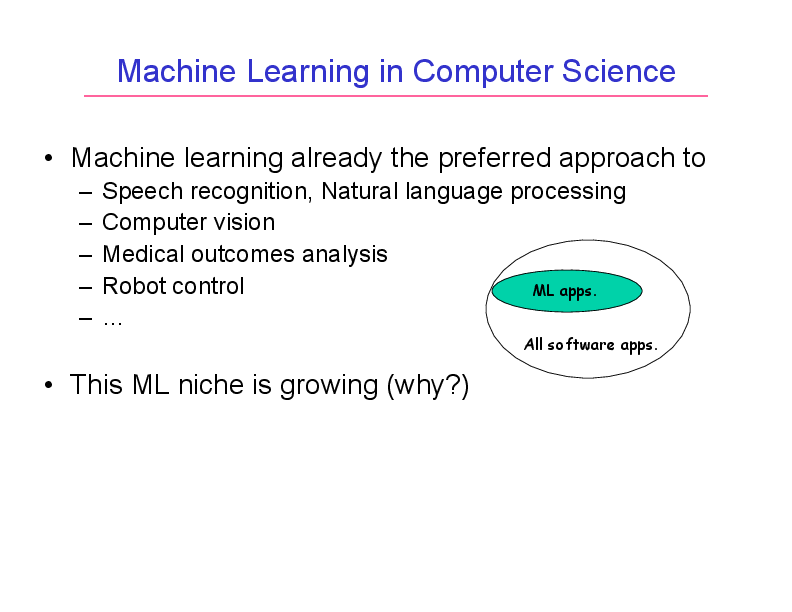 Machine Learning in Computer Science
• Machine learning already the preferred approach to
– Speech recognition, Natural language processing
– Computer vision
– Medical outcomes analysis
– Robot control
– …
ML apps.
All software apps.
• This ML niche is growing (why?)